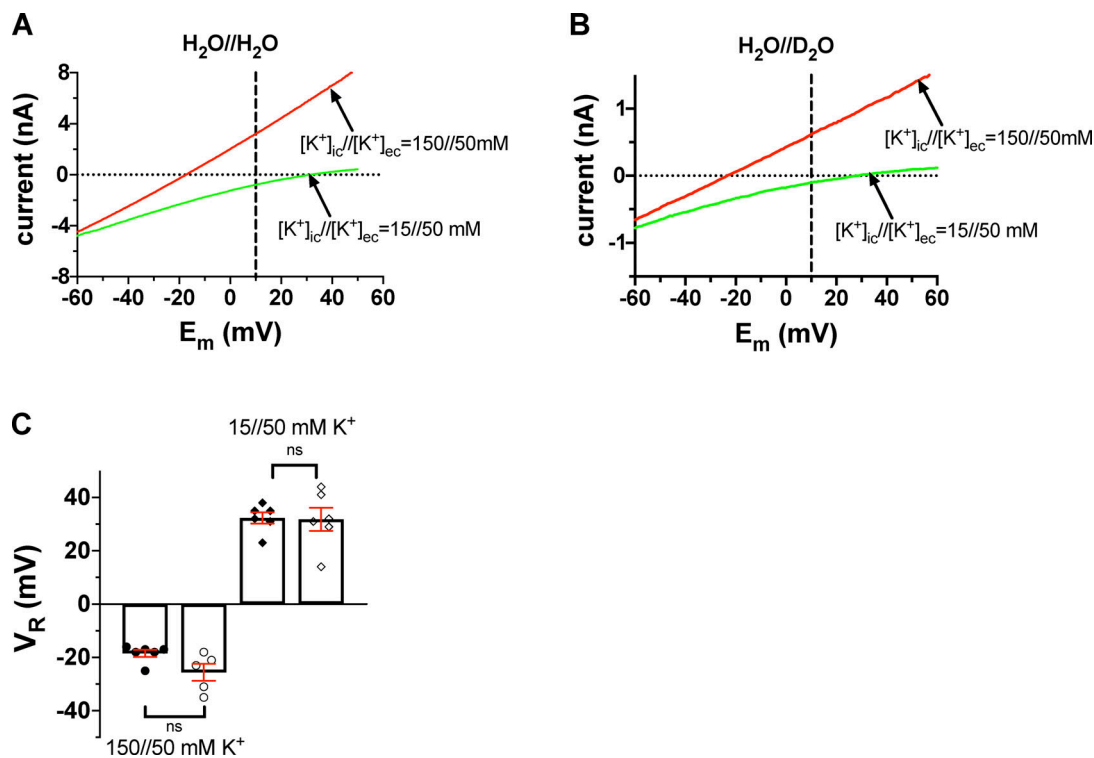 A
H₂O//H₂O
8
4
0
-4
-8
current (nA)
[K⁺]ic//[K⁺]ec=150//50mM
[K⁺]ic//[K⁺]ec=15//50 mM
-60 -40 -20 0 20 40 60
Em (mV)
B
H₂O//D₂O
1
0
-1
current (nA)
[K⁺]ic//[K⁺]ec=150//50mM
[K⁺]ic//[K⁺]ec=15//50 mM
-60 -40 -20 0 20 40 60
Em (mV)
C
15//50 mM K⁺
ns
40
20
0
-20
-40
VR (mV)
ns
150//50 mM K⁺